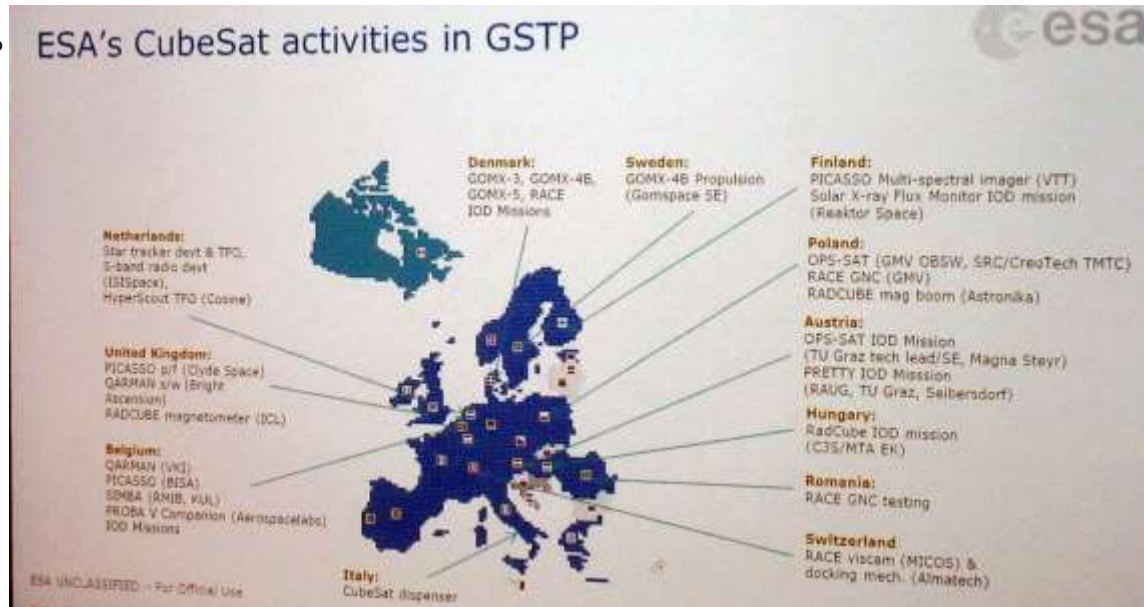 ESA's CubeSat activities in GSTP
esa
Denmark:
GOMX-3, GOMX-4B,
GOMX-5, RACE
IOD Missions
Sweden:
GOMX-4B Propulsion
(Gomspace SE)
Finland:
PICASSO Multi-spectral imager (VTT)
Solar X-ray Flux Monitor IOD mission
(Reaktor Space)
Netherlands:
Star tracker devt & TFO,
S-band radio devt
(ISISpace),
HyperScout TFO (Cosine)
Poland:
OPS-SAT (GMV OBSW, SRC/CreoTech TMTC)
RACE GNC (GMV)
RADCUBE mag boom (Astronika)
United Kingdom:
PICASSO p/f (Clyde Space)
QARMAN s/w (Bright
Ascension)
RADCUBE magnetometer (ICL)
Austria:
OPS-SAT IOD Mission
(TU Graz tech lead/SE, Magna Steyr)
PRETTY IOD Misssion
(RAUG, TU Graz, Seibersdorf)
Hungary:
RadCube IOD mission
(C3S/MTA EK)
Belgium:
QARMAN (VKI)
PICASSO (BISA)
SIMBA (RMIB, KUL)
PROBA V Companion (Aerospacelabs)
IOD Missions
Romania:
RACE GNC testing
Switzerland
RACE viscam (MICOS) &
docking mech. (Almatech)
Italy:
CubeSat dispenser
ESA UNCLASSIFIED - For Official Use